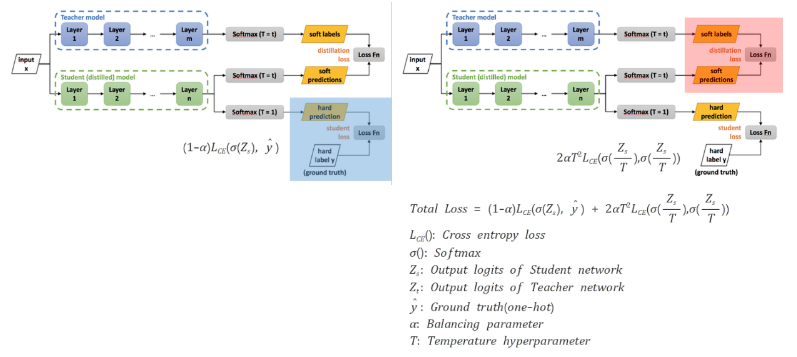 Teacher model
Layer 1
Layer 2
...
Layer m
Softmax (T = t)
soft labels
distillation loss
Loss Fn
input x
Student (distilled) model
Layer 1
Layer 2
...
Layer n
Softmax (T = t)
soft predictions
Softmax (T = 1)
hard prediction
student loss
Loss Fn
hard label y
(ground truth)
(1-α)L_CE(σ(Z_s), ŷ)
Teacher model
Layer 1
Layer 2
...
Layer m
Softmax (T = t)
soft labels
distillation loss
Loss Fn
input x
Student (distilled) model
Layer 1
Layer 2
...
Layer n
Softmax (T = t)
soft predictions
Softmax (T = 1)
hard prediction
student loss
Loss Fn
hard label y
(ground truth)
2αT²L_CE(σ(Z_s/T),σ(Z_s/T))
Total Loss = (1-α)L_CE(σ(Z_s), ŷ) + 2αT²L_CE(σ(Z_s/T),σ(Z_s/T))
L_CE(): Cross entropy loss
σ(): Softmax
Z_s: Output logits of Student network
Z_t: Output logits of Teacher network
ŷ: Ground truth(one-hot)
α: Balancing parameter
T: Temperature hyperparameter